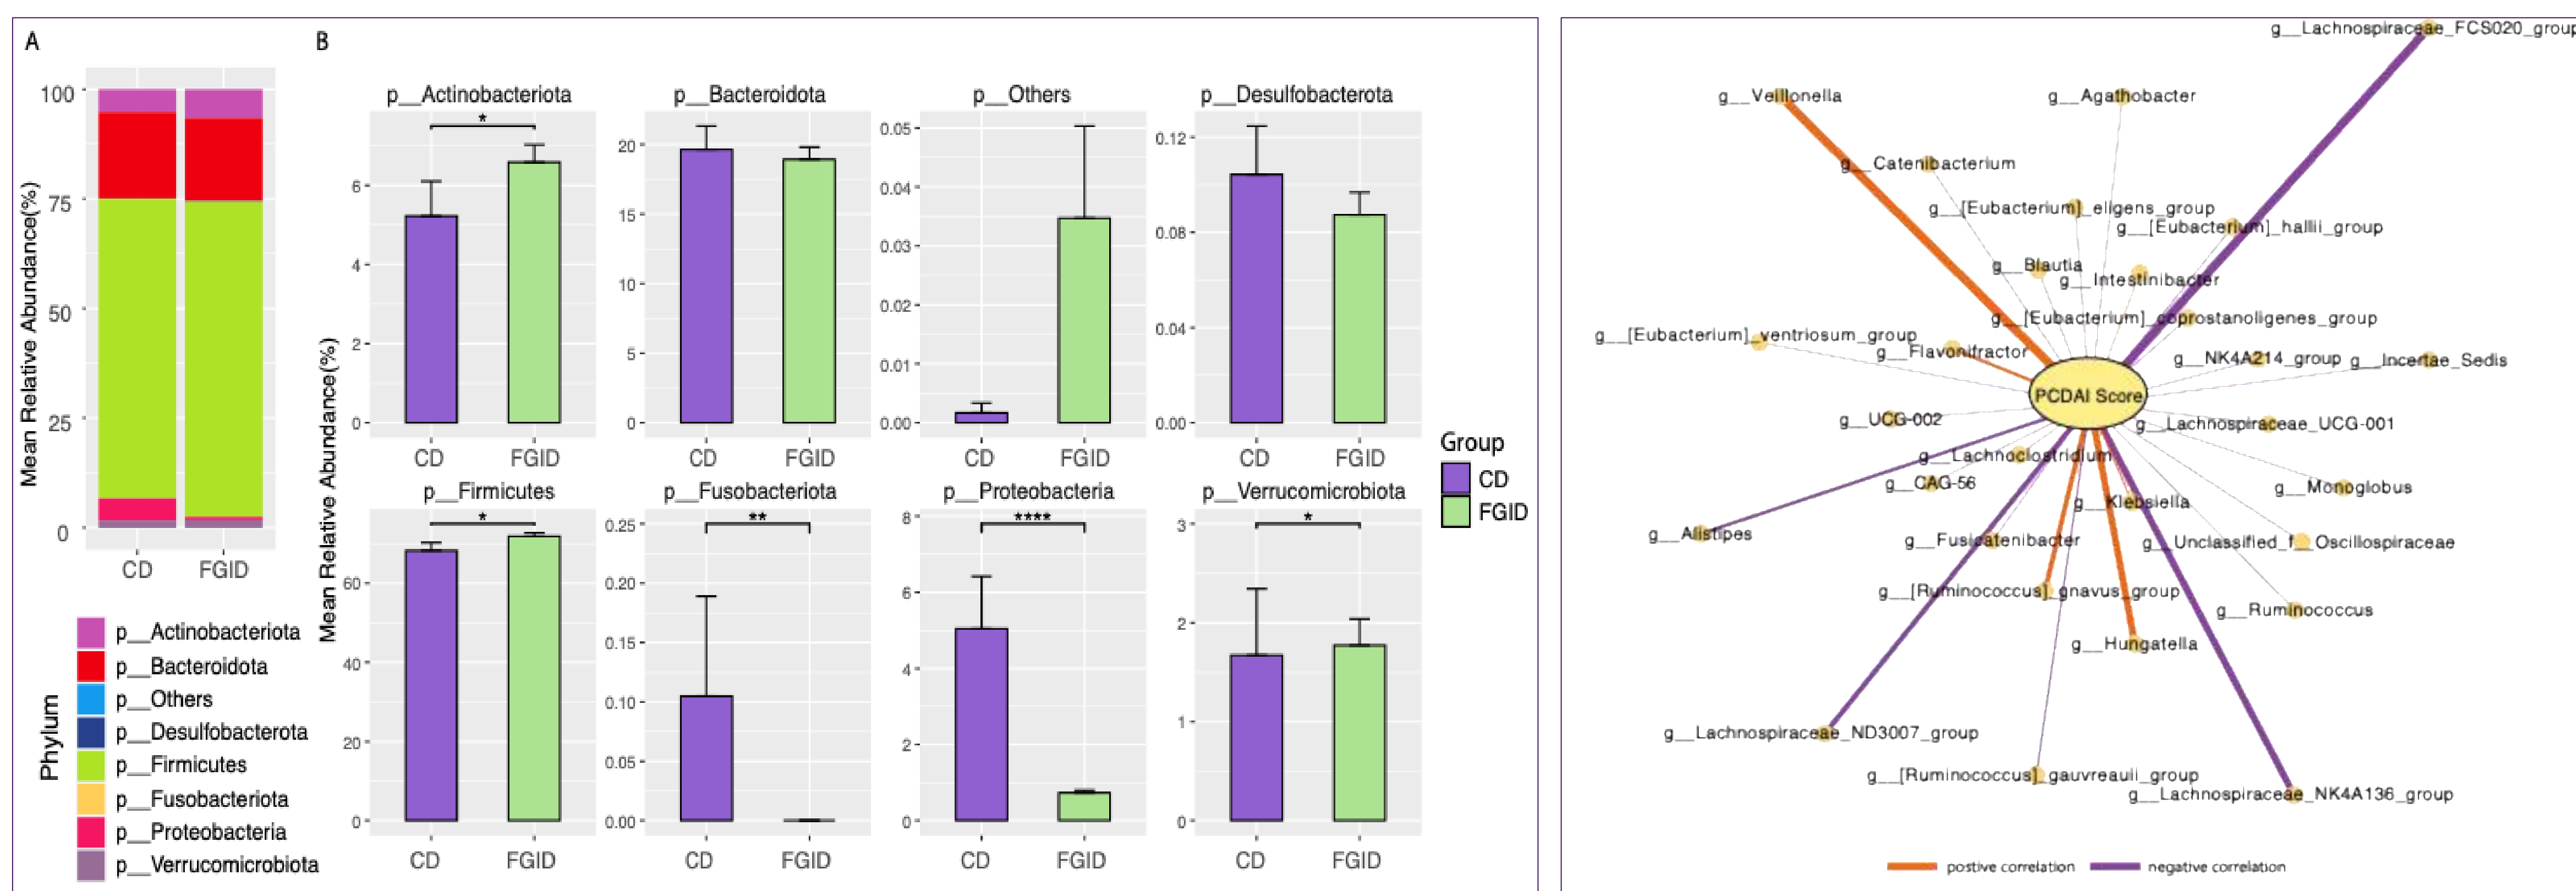 A
Mean Relative Abundance(%)
100
75
50
25
0
CD FGID
Phylum
p__Actinobacteriota
p__Bacteroidota
p__Others
p__Desulfobacterota
p__Firmicutes
p__Fusobacteriota
p__Proteobacteria
p__Verrucomicrobiota
B
Mean Relative Abundance(%)
p__Actinobacteriota
*
6
4
2
0
CD FGID
p__Bacteroidota
20
15
10
5
0
CD FGID
p__Others
0.05
0.04
0.03
0.02
0.01
0.00
CD FGID
p__Desulfobacterota
0.12
0.08
0.04
0.00
CD FGID
p__Firmicutes
*
60
40
20
0
CD FGID
p__Fusobacteriota
**
0.25
0.20
0.15
0.10
0.05
0.00
CD FGID
p__Proteobacteria
****
8
6
4
2
0
CD FGID
p__Verrucomicrobiota
*
3
2
1
0
CD FGID
Group
CD
FGID
g__Lachnospiraceae_FCS020_group
g__Veillonella
g__Agathobacter
g__Catenibacterium
g__[Eubacterium]_eligens_group
g__[Eubacterium]_hallii_group
g__Blautia
g__Intestinibacter
g__[Eubacterium]_coprostanoligenes_group
g__[Eubacterium]_ventriosum_group
g__Flavonifractor
g__NK4A214_group
g__Incertae_Sedis
PCDAI Score
g__UCG-002
g__Lachnospiraceae_UCG-001
g__Lachnoclostridium
g__CAG-56
g__Monoglobus
g__Klebsiella
g__Alistipes
g__Fusicatenibacter
g__Unclassified_f__Oscillospiraceae
g__[Ruminococcus]_gnavus_group
g__Ruminococcus
g__Hungatella
g__Lachnospiraceae_ND3007_group
g__[Ruminococcus]_gauvreauii_group
g__Lachnospiraceae_NK4A136_group
postive correlation
negative correlation